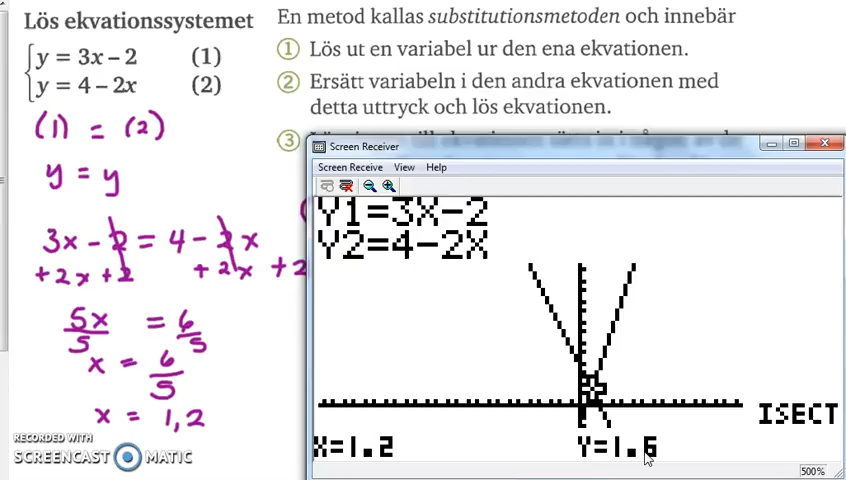 Lös ekvationssystemet
y = 3x – 2 (1)
y = 4 – 2x (2)
(1) = (2)
y = y
3x - 2 = 4 - 2x
+2x +2 +2x +2
5x/5 = 6/5
x = 6/5
x = 1,2
RECORDED WITH
SCREENCAST MATIC
En metod kallas substitutionsmetoden och innebär
1 Lös ut en variabel ur den ena ekvationen.
2 Ersätt variabeln i den andra ekvationen med
detta uttryck och lös ekvationen.
3
Screen Receiver
Screen Receive View Help
Y1=3X-2
Y2=4-2X
ISECT
X=1.2 Y=1.6
500%